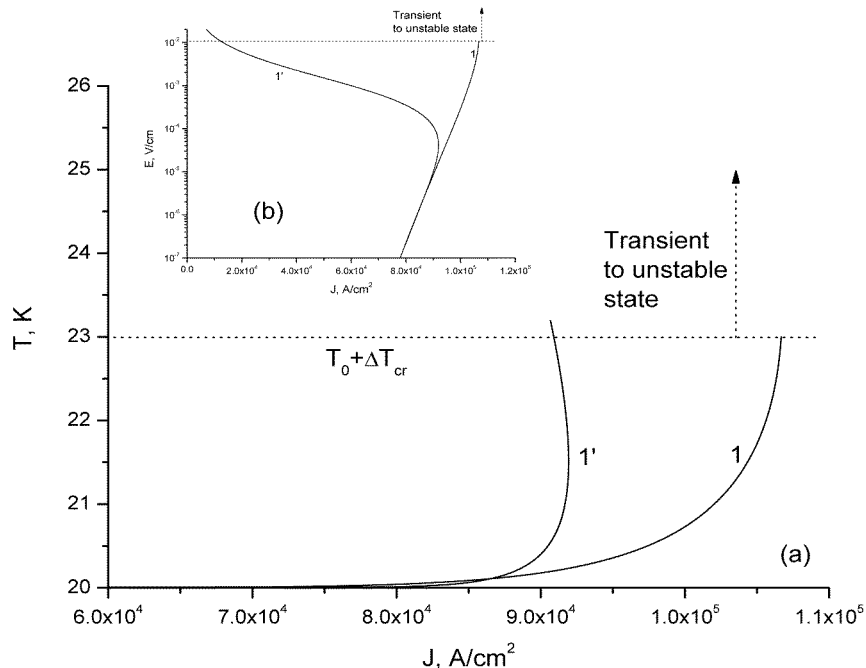 Transient
to unstable state
10⁻²
1
10⁻³
1'
10⁻⁴
E, V/cm
10⁻⁵
(b)
10⁻⁶
10⁻⁷
0.0
2.0x10⁴
4.0x10⁴
6.0x10⁴
8.0x10⁴
1.0x10⁵
1.2x10⁵
J, A/cm²
26
25
24
23
22
21
20
T, K
Transient
to unstable
state
T₀+ΔT_cr
1'
1
(a)
6.0x10⁴
7.0x10⁴
8.0x10⁴
9.0x10⁴
1.0x10⁵
1.1x10⁵
J, A/cm²